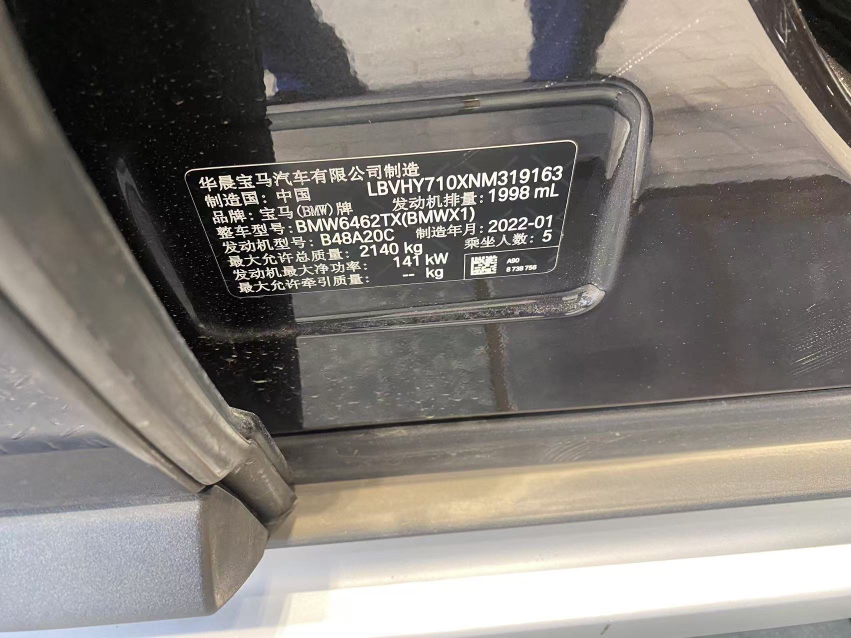 华晨宝马汽车有限公司制造
制造国：中国 LBVHY710XNM319163
品牌：宝马(BMW)牌 发动机排量：1998 mL
整车型号：BMW6462TX(BMWX1)
发动机型号：B48A20C 制造年月：2022-01
最大允许总质量：2140 kg 乘坐人数：5
发动机最大净功率：141 kW
最大允许牵引质量：-- kg
A90
8 738 756